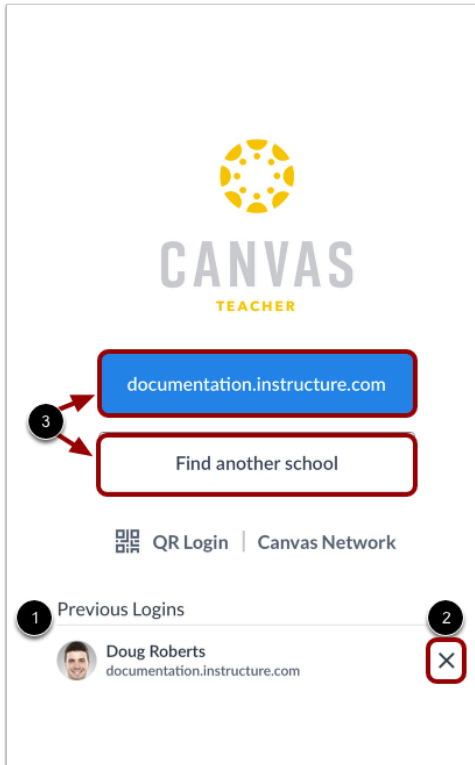 CANVAS
TEACHER
documentation.instructure.com
3
Find another school
QR Login | Canvas Network
1
Previous Logins
2
Doug Roberts
documentation.instructure.com